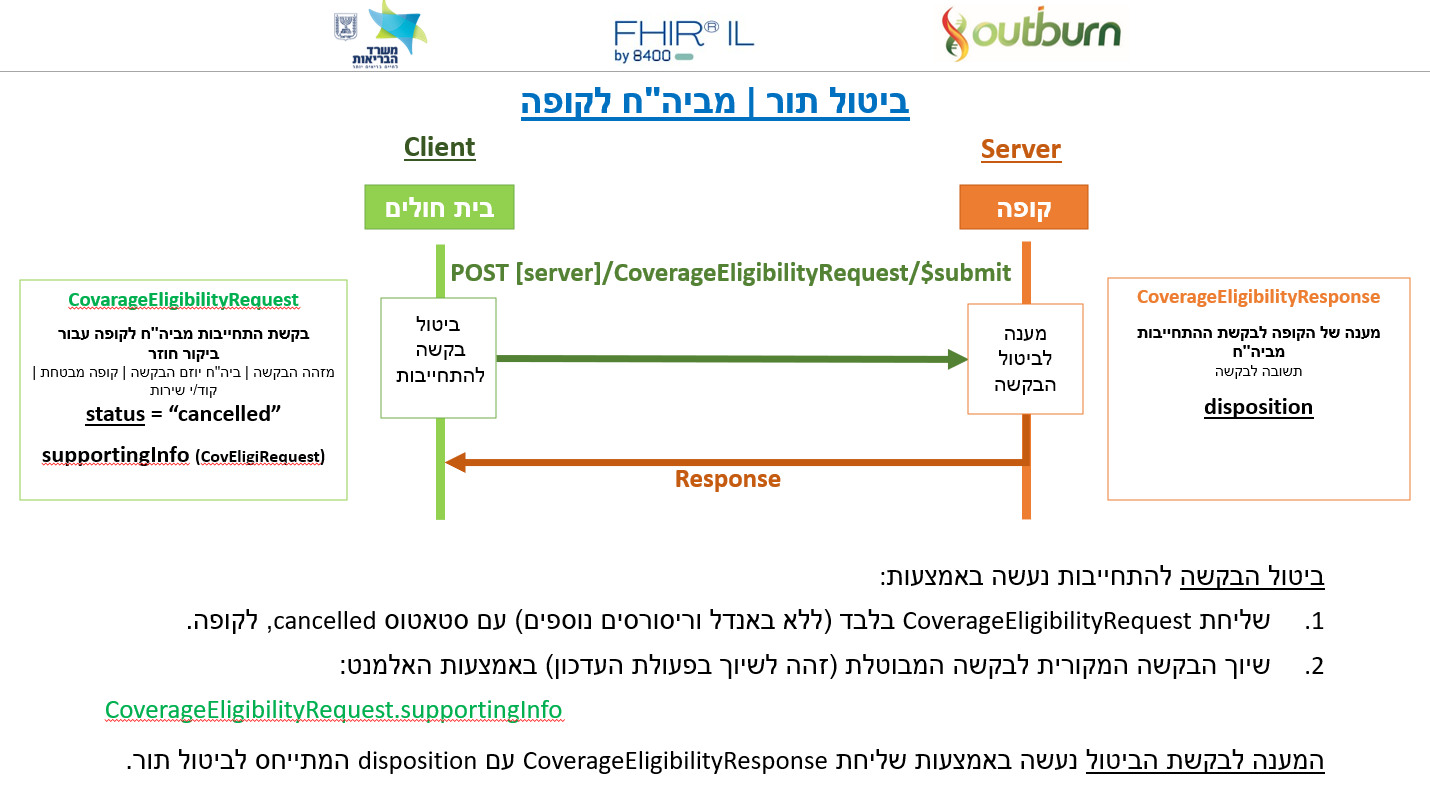 משרד
הבריאות
לחיים בריאים יותר
FHIR® IL
by 8400
outburn
ביטול תור | מביה"ח לקופה
Client
Server
בית חולים
קופה
POST [server]/CoverageEligibilityRequest/$submit
CovarageEligibilityRequest
בקשת התחייבות מביה"ח לקופה עבור
ביקור חוזר
מזהה הבקשה | ביה"ח יוזם הבקשה | קופה מבטחת |
קוד/י שירות
status = “cancelled”
supportingInfo (CovEligiRequest)
ביטול
בקשה
להתחייבות
מענה
לביטול
הבקשה
Response
CoverageEligibilityResponse
מענה של הקופה לבקשת ההתחייבות
מביה"ח
תשובה לבקשה
disposition
ביטול הבקשה להתחייבות נעשה באמצעות:
1. שליחת CoverageEligibilityRequest בלבד (ללא באנדל וריסורסים נוספים) עם סטאטוס cancelled, לקופה.
2. שיוך הבקשה המקורית לבקשה המבוטלת (זהה לשיוך בפעולת העדכון) באמצעות האלמנט:
CoverageEligibilityRequest.supportingInfo
המענה לבקשת הביטול נעשה באמצעות שליחת CoverageEligibilityResponse עם disposition המתייחס לביטול תור.